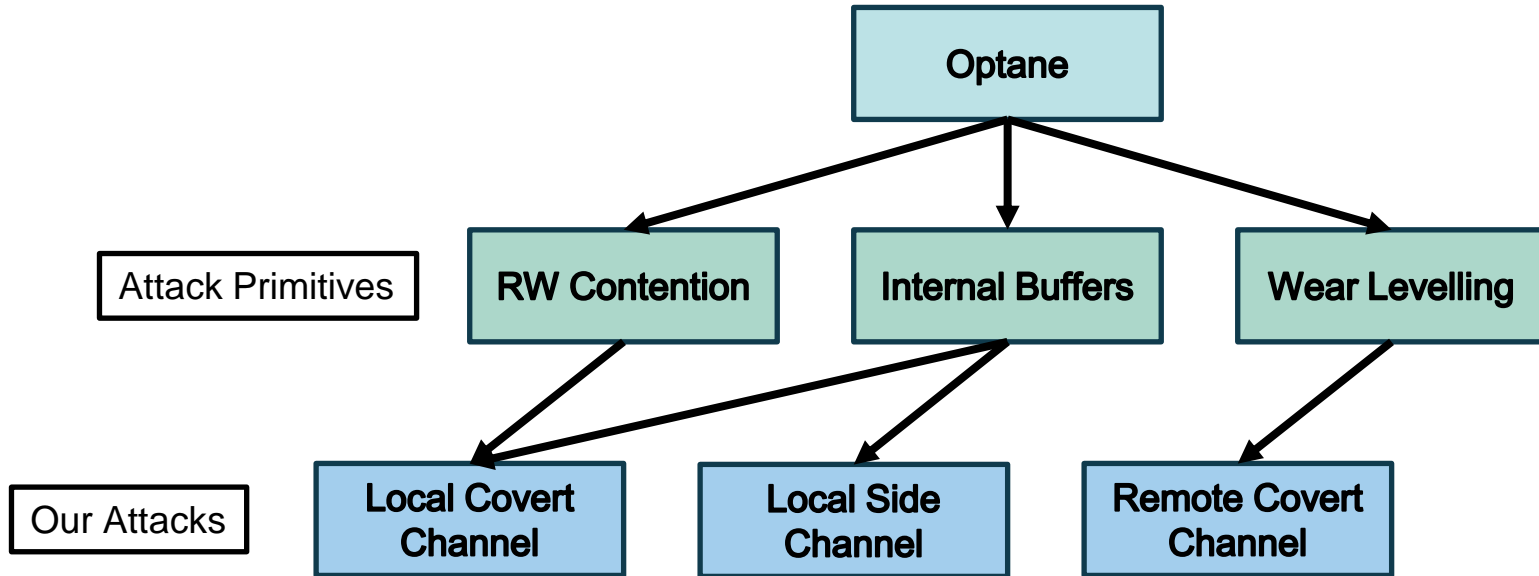 Optane
Attack Primitives
RW Contention
Internal Buffers
Wear Levelling
Our Attacks
Local Covert
Channel
Local Side
Channel
Remote Covert
Channel